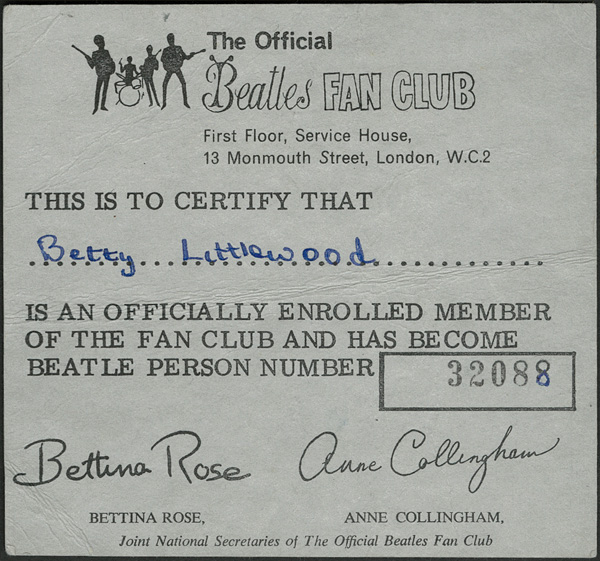 The Official
Beatles FAN CLUB
First Floor, Service House,
13 Monmouth Street, London, W.C.2
THIS IS TO CERTIFY THAT
Betty Littlewood
IS AN OFFICIALLY ENROLLED MEMBER
OF THE FAN CLUB AND HAS BECOME
BEATLE PERSON NUMBER 32088
Bettina Rose Anne Collingham
BETTINA ROSE, ANNE COLLINGHAM,
Joint National Secretaries of The Official Beatles Fan Club